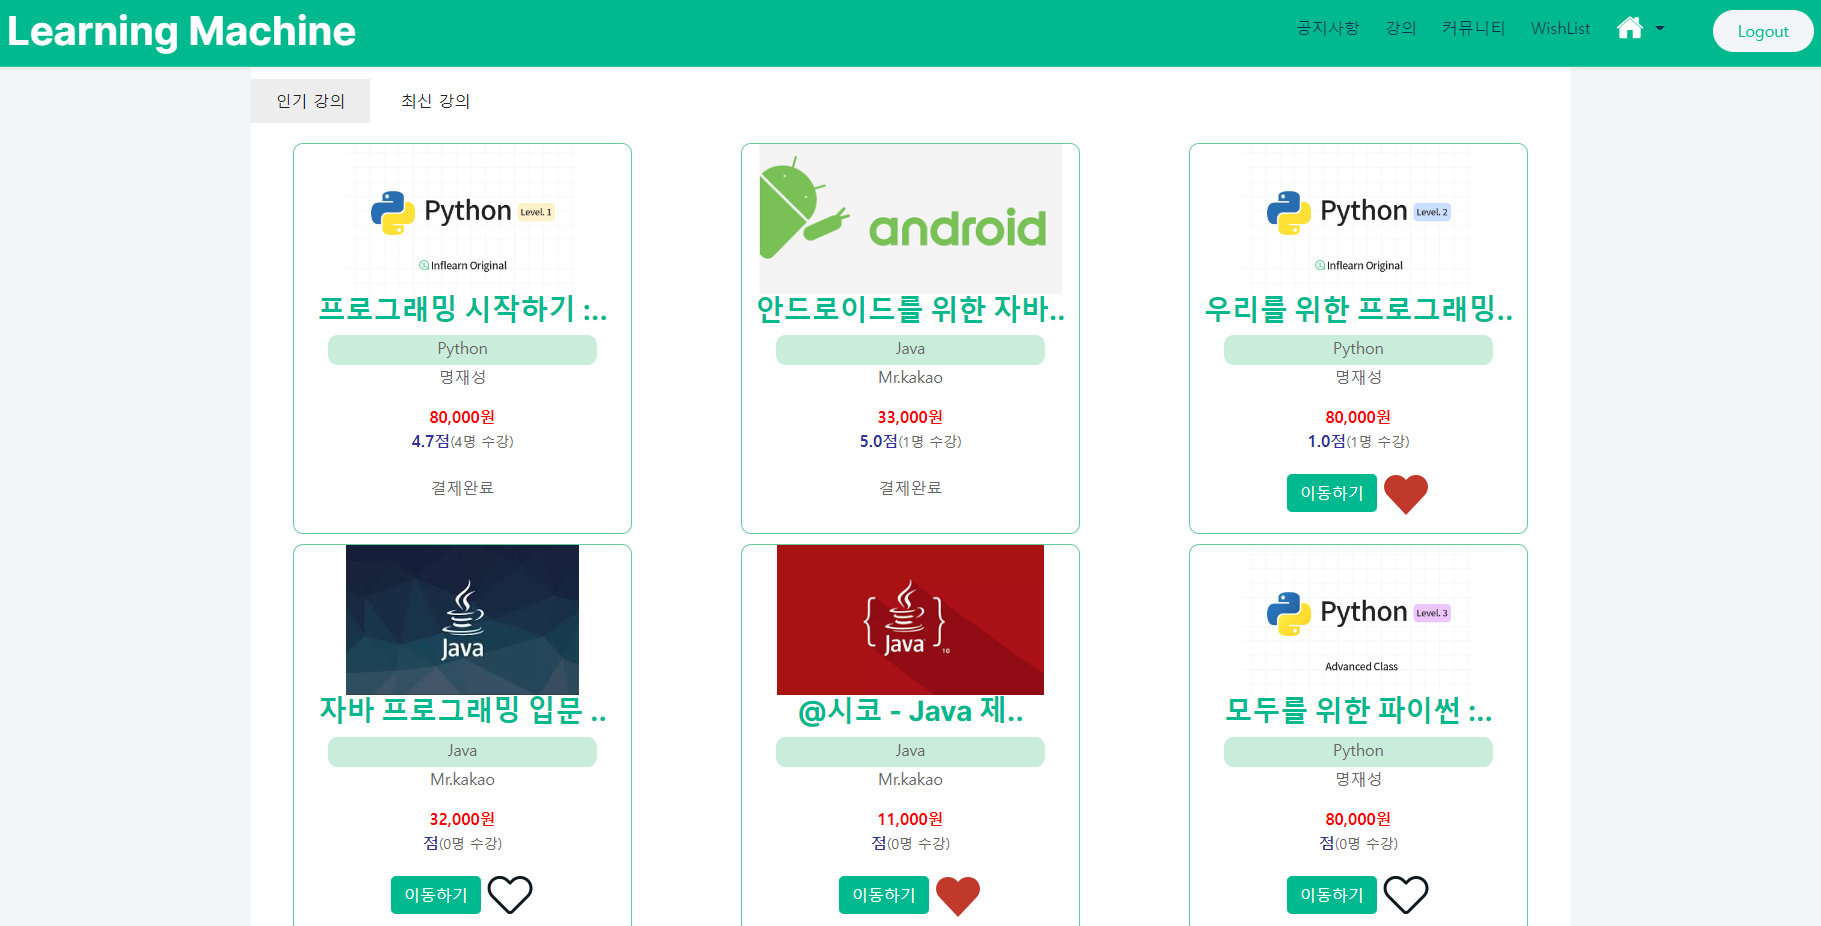 Learning Machine
공지사항 강의 커뮤니티 WishList Logout
인기 강의 최신 강의
Python Level. 1
Inflearn Original
프로그래밍 시작하기 :..
Python
명재성
80,000원
4.7점(4명 수강)
결제완료
android
안드로이드를 위한 자바..
Java
Mr.kakao
33,000원
5.0점(1명 수강)
결제완료
Python Level. 2
Inflearn Original
우리를 위한 프로그래밍..
Python
명재성
80,000원
1.0점(1명 수강)
이동하기
Java
자바 프로그래밍 입문 ..
Java
Mr.kakao
32,000원
점(0명 수강)
이동하기
{Java} 10
@시코 - Java 제..
Java
Mr.kakao
11,000원
점(0명 수강)
이동하기
Python Level. 3
Advanced Class
모두를 위한 파이썬 :..
Python
명재성
80,000원
점(0명 수강)
이동하기